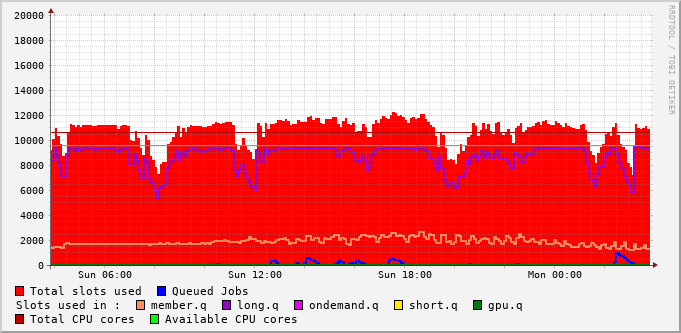 20000
18000
16000
14000
12000
10000
8000
6000
4000
2000
0
Sun 06:00 Sun 12:00 Sun 18:00 Mon 00:00
RRDTOOL / TOBI OETIKER
Total slots used Queued Jobs
Slots used in : member.q long.q ondemand.q short.q gpu.q
Total CPU cores Available CPU cores